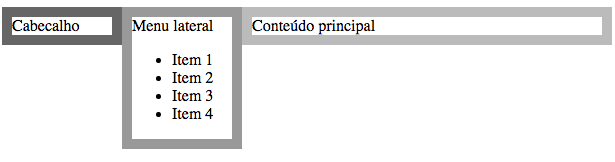 Cabecalho
Menu lateral
Item 1
Item 2
Item 3
Item 4
Conteúdo principal